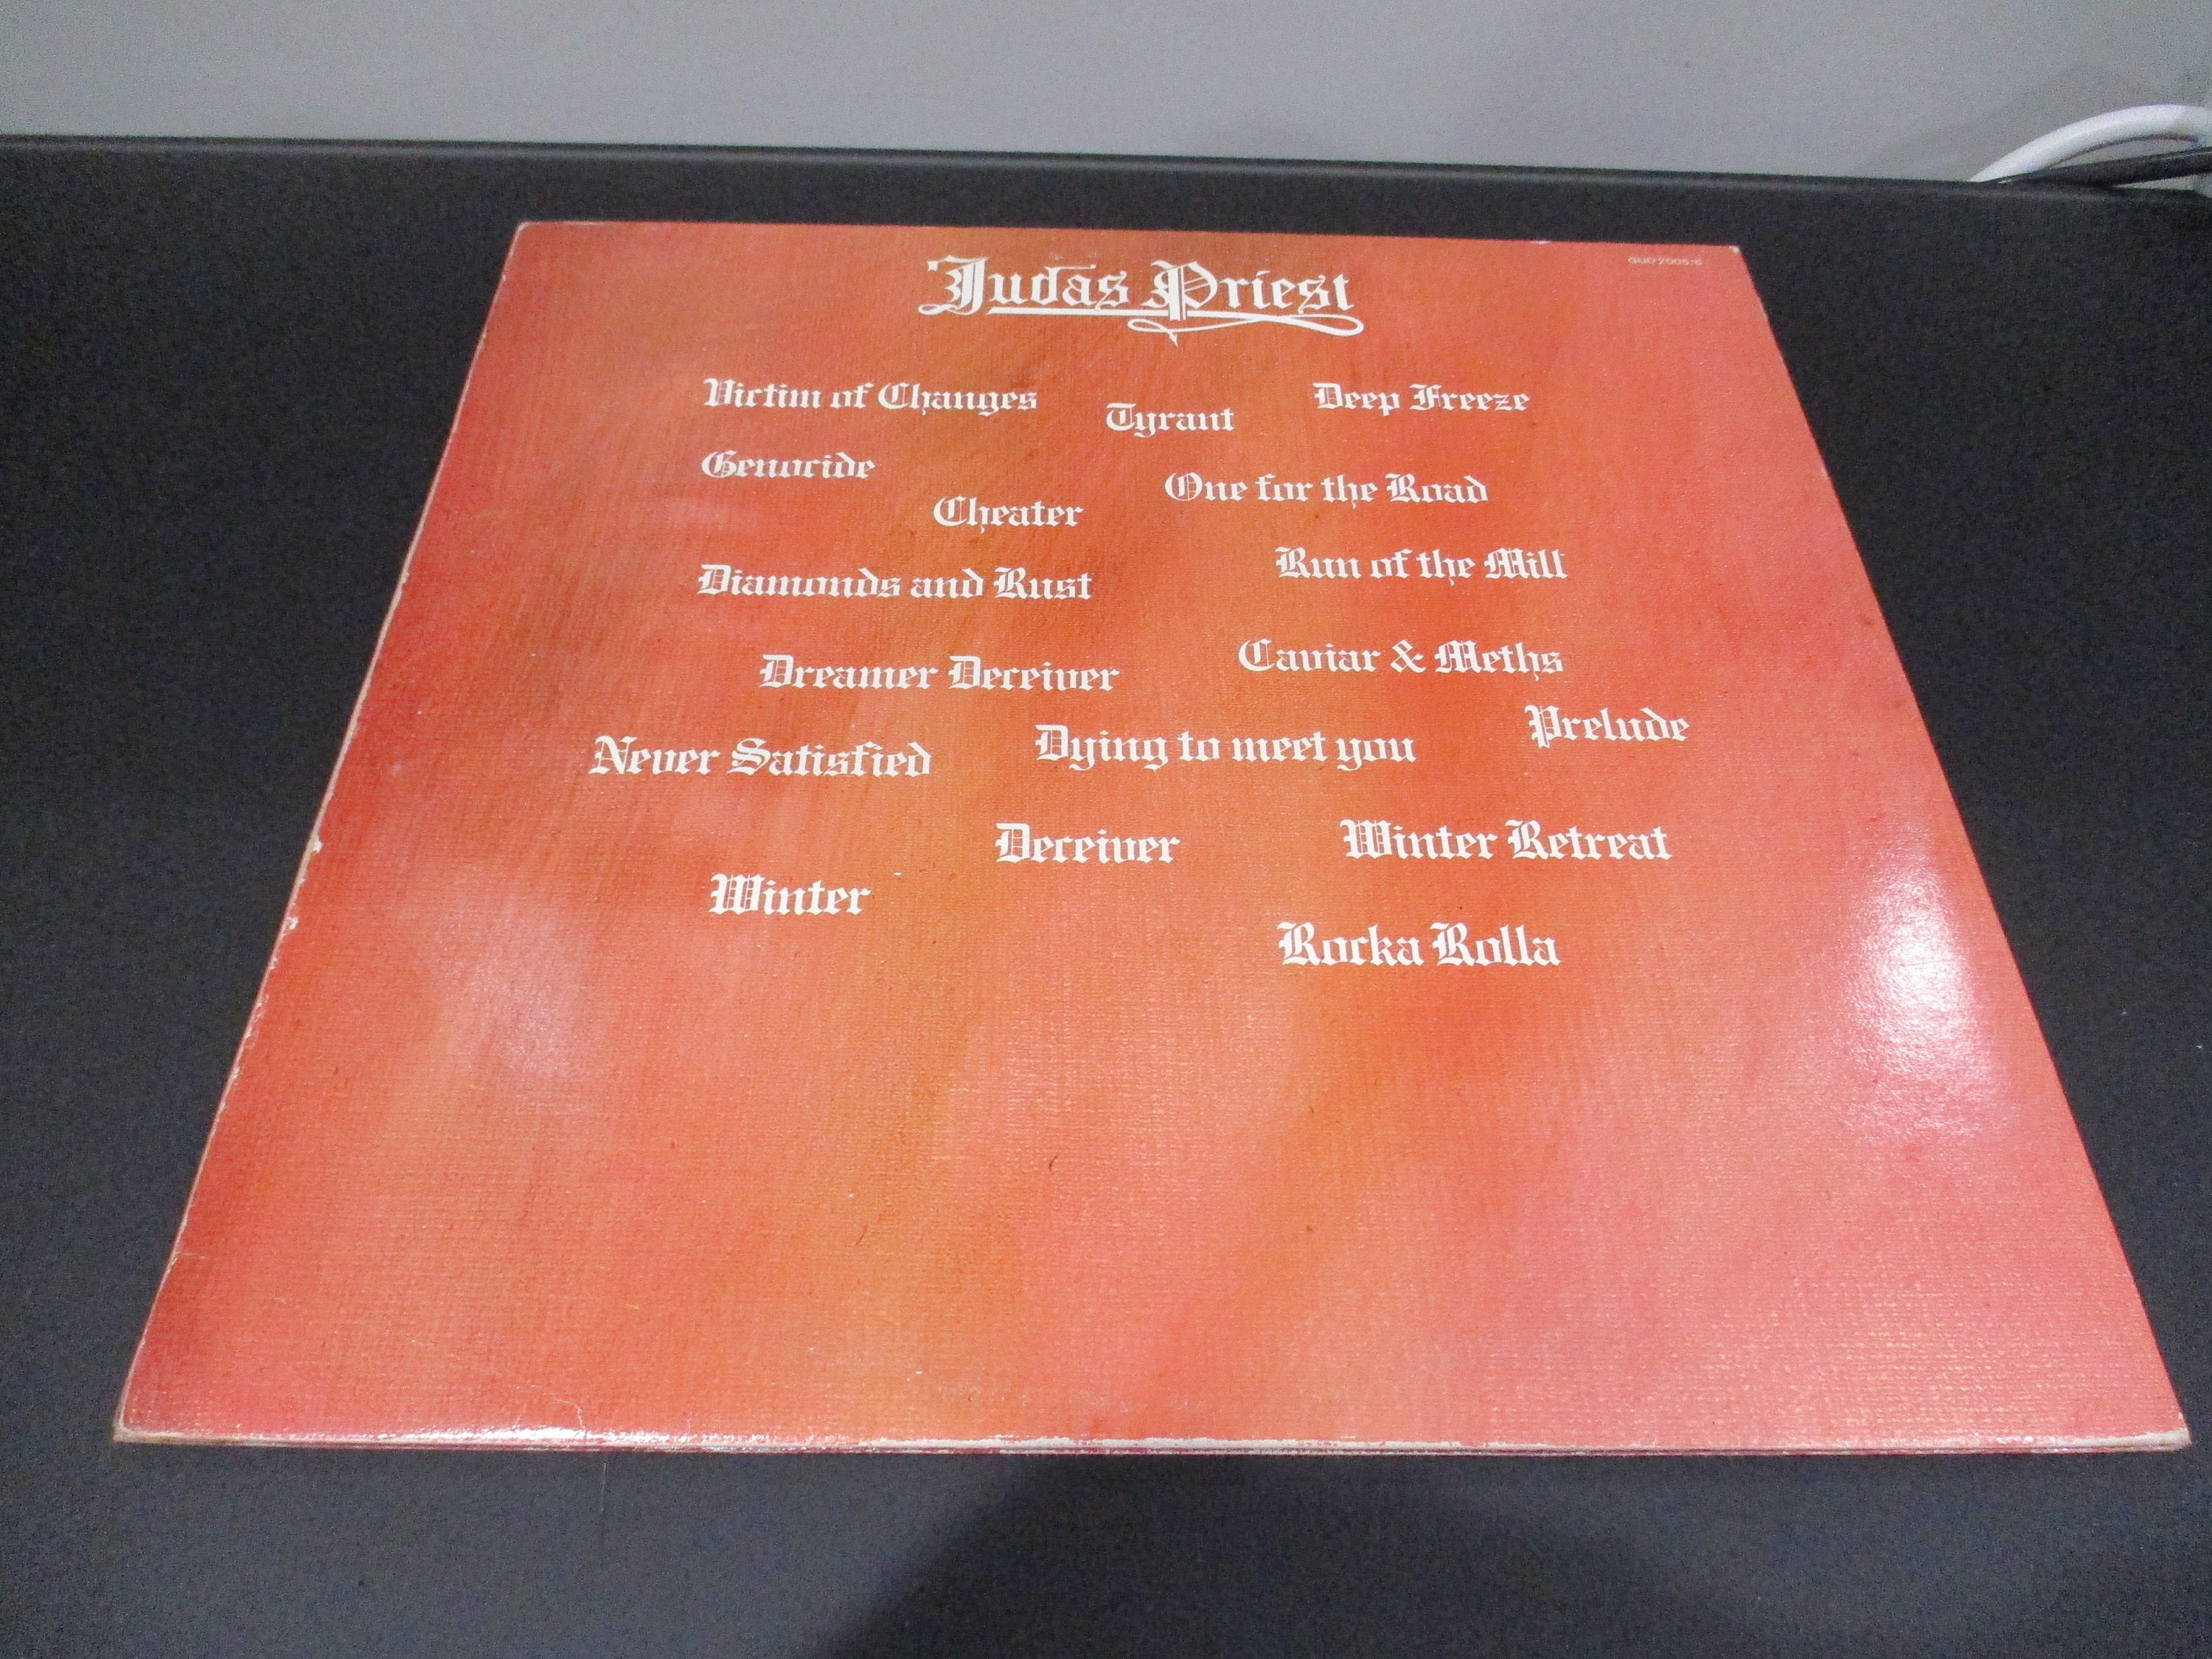 Judas Priest
GUD 2005/6
Victim of Changes
Tyrant
Deep Freeze
Genocide
One for the Road
Cheater
Diamonds and Rust
Run of the Mill
Dreamer Deceiver
Caviar & Meths
Never Satisfied
Dying to meet you
Prelude
Deceiver
Winter Retreat
Winter
Rocka Rolla